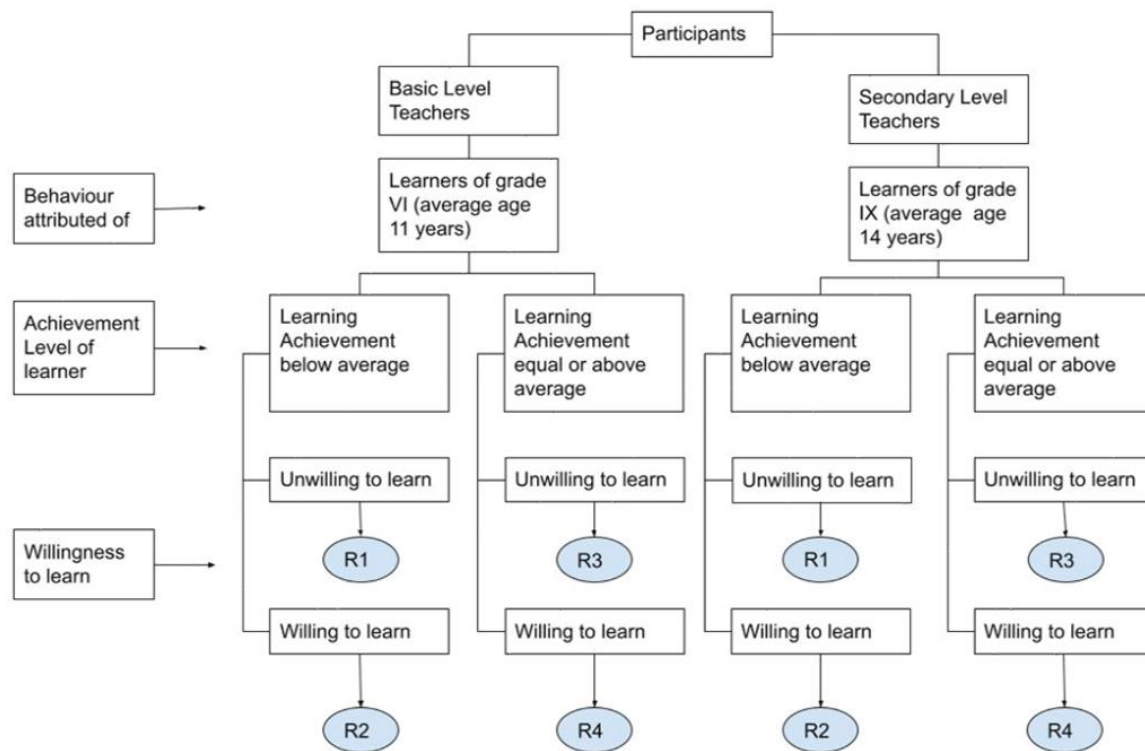 Participants
Basic Level
Teachers
Secondary Level
Teachers
Behaviour
attributed of
Learners of grade
VI (average age
11 years)
Learners of grade
IX (average age
14 years)
Achievement
Level of
learner
Learning
Achievement
below average
Learning
Achievement
equal or above
average
Learning
Achievement
below average
Learning
Achievement
equal or above
average
Unwilling to learn
Unwilling to learn
Unwilling to learn
Unwilling to learn
Willingness
to learn
R1
R3
R1
R3
Willing to learn
Willing to learn
Willing to learn
Willing to learn
R2
R4
R2
R4